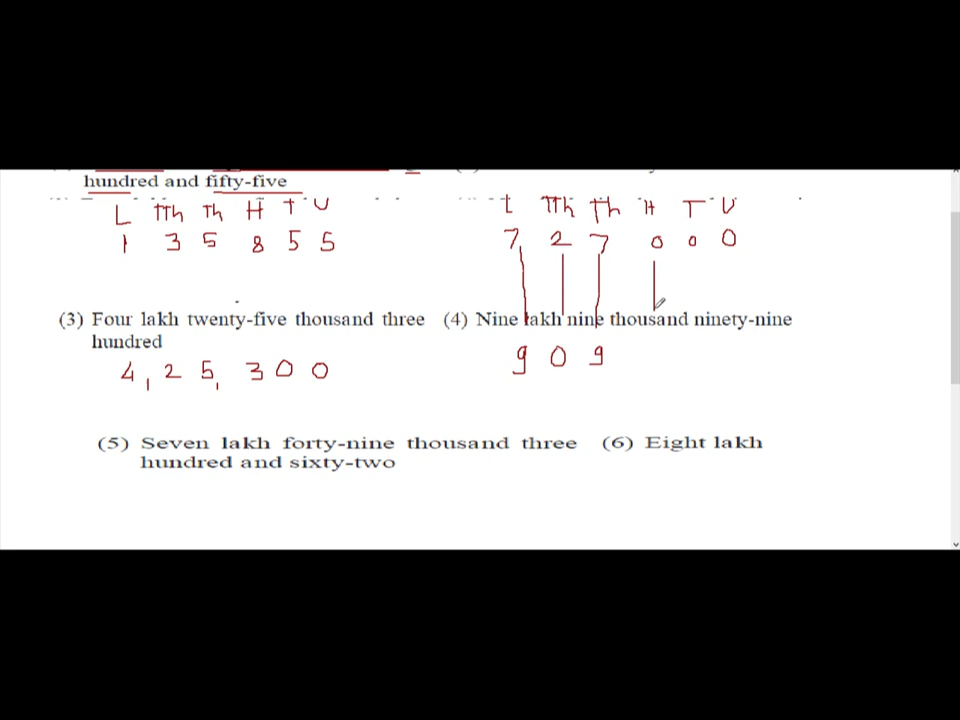 hundred and fifty-five
L TTh Th H T U
1 3 5 8 5 5
L TTh Th H T U
7, 2 7 0 0 0
(3) Four lakh twenty-five thousand three
hundred
4, 2 5, 3 0 0
(4) Nine lakh nine thousand ninety-nine
9 0 9
(5) Seven lakh forty-nine thousand three
hundred and sixty-two
(6) Eight lakh